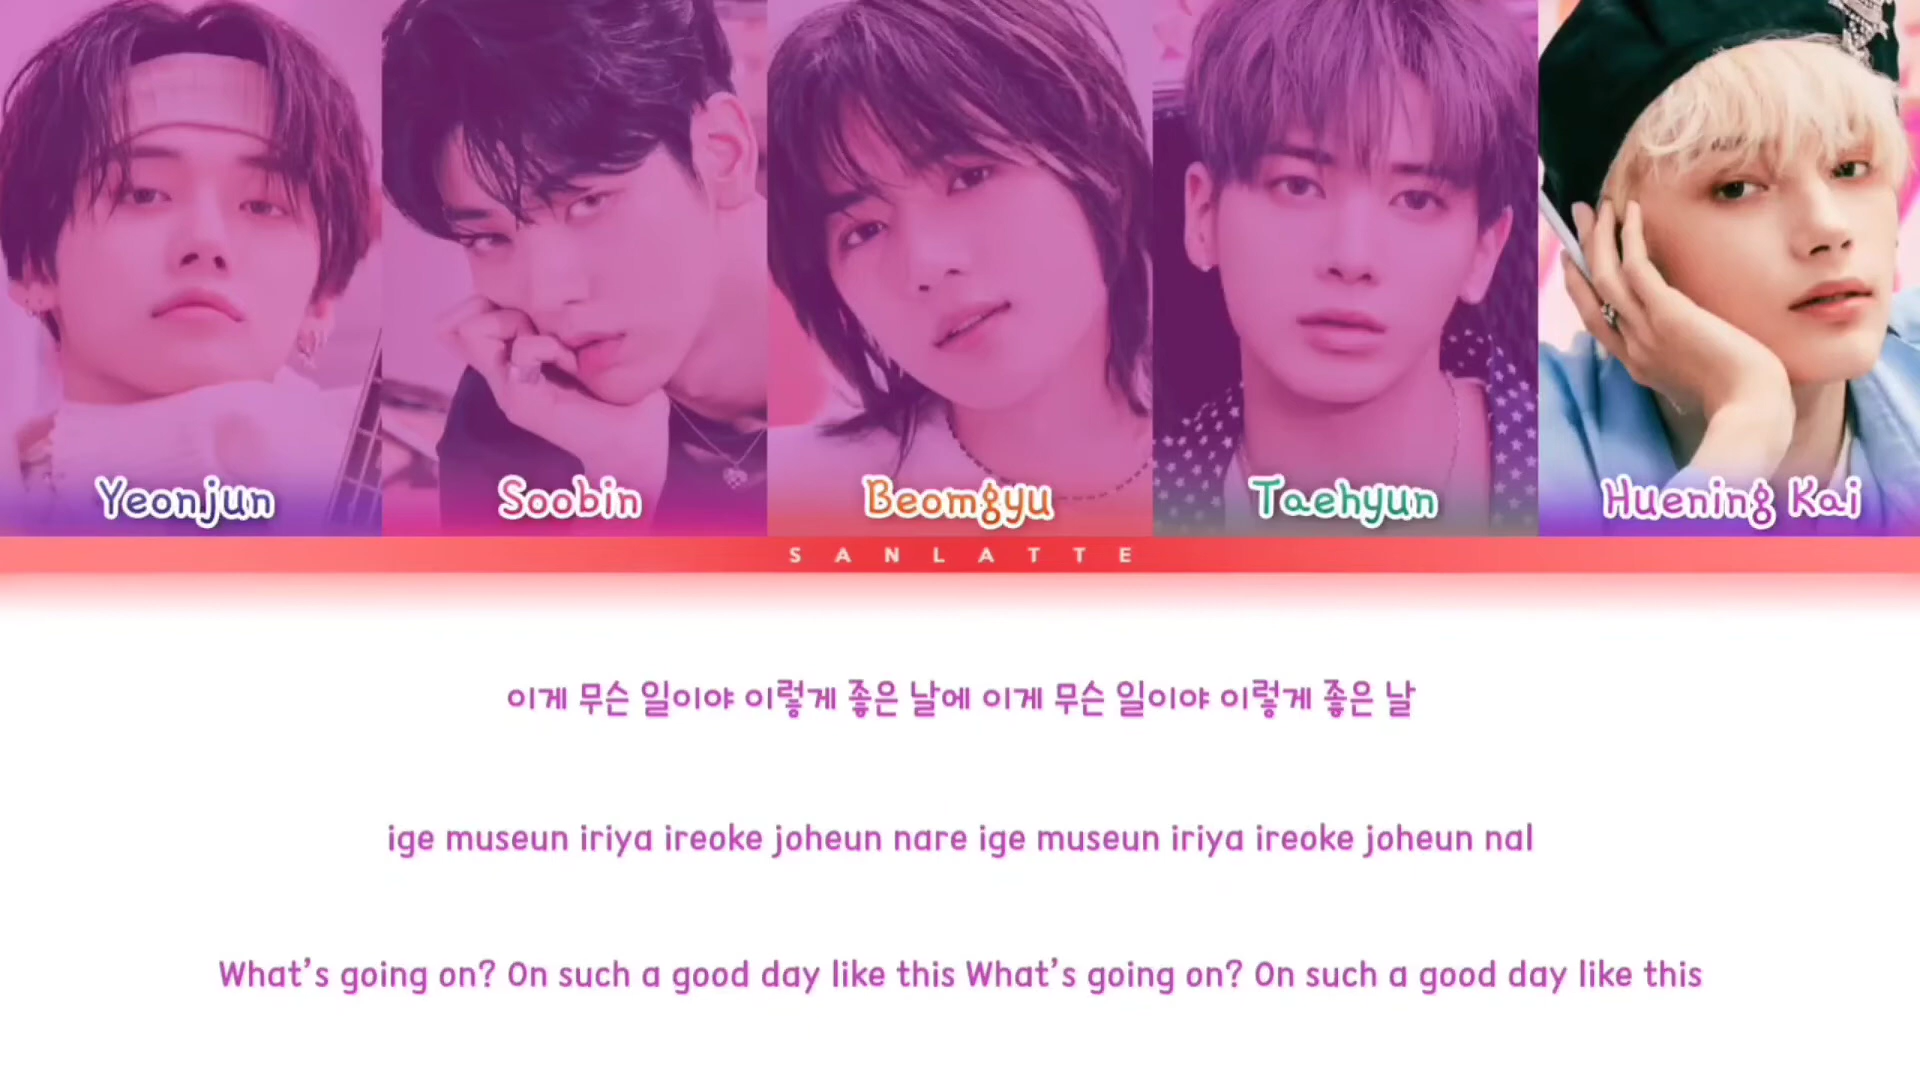 Yeonjun
Soobin
Beomgyu
Taehyun
Huening Kai
SANLATTE
이게 무슨 일이야 이렇게 좋은 날에 이게 무슨 일이야 이렇게 좋은 날
ige museun iriya ireoke joheun nare ige museun iriya ireoke joheun nal
What's going on? On such a good day like this What's going on? On such a good day like this